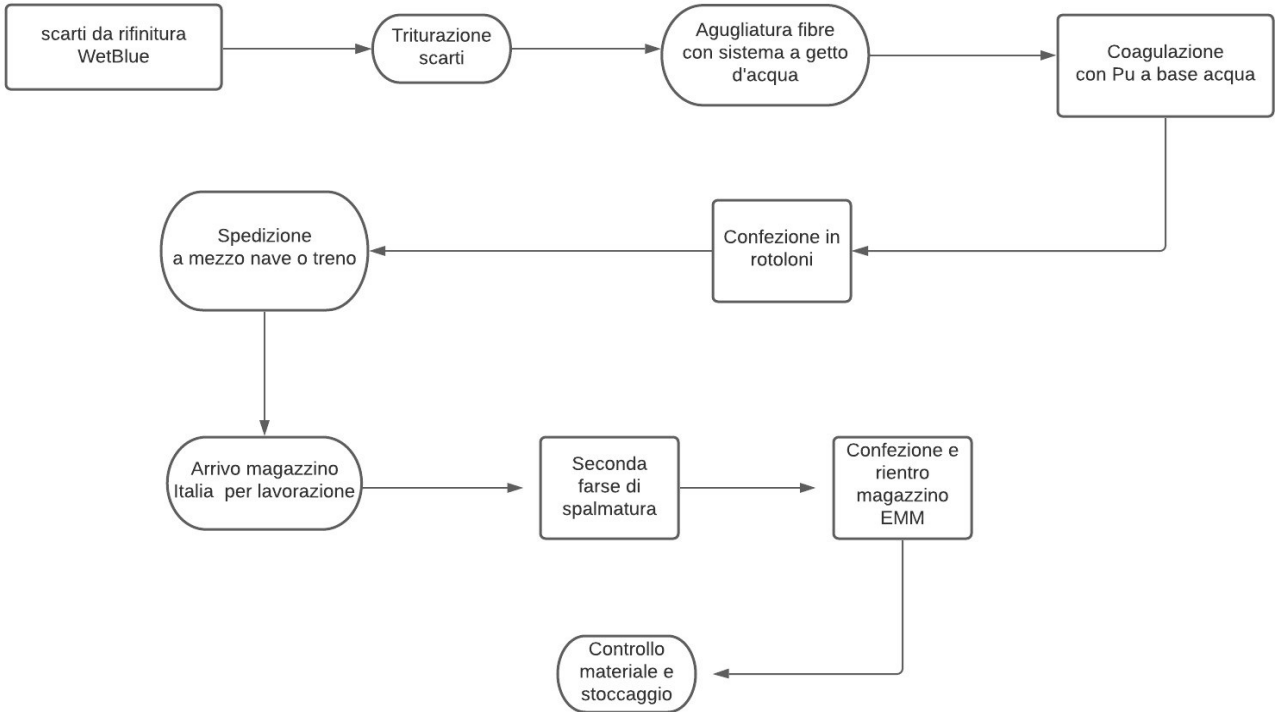 scarti da rifinitura
WetBlue
Triturazione
scarti
Agugliatura fibre
con sistema a getto
d'acqua
Coagulazione
con Pu a base acqua
Confezione in
rotoloni
Spedizione
a mezzo nave o treno
Arrivo magazzino
Italia  per lavorazione
Seconda
farse di
spalmatura
Confezione e
rientro
magazzino
EMM
Controllo
materiale e
stoccaggio